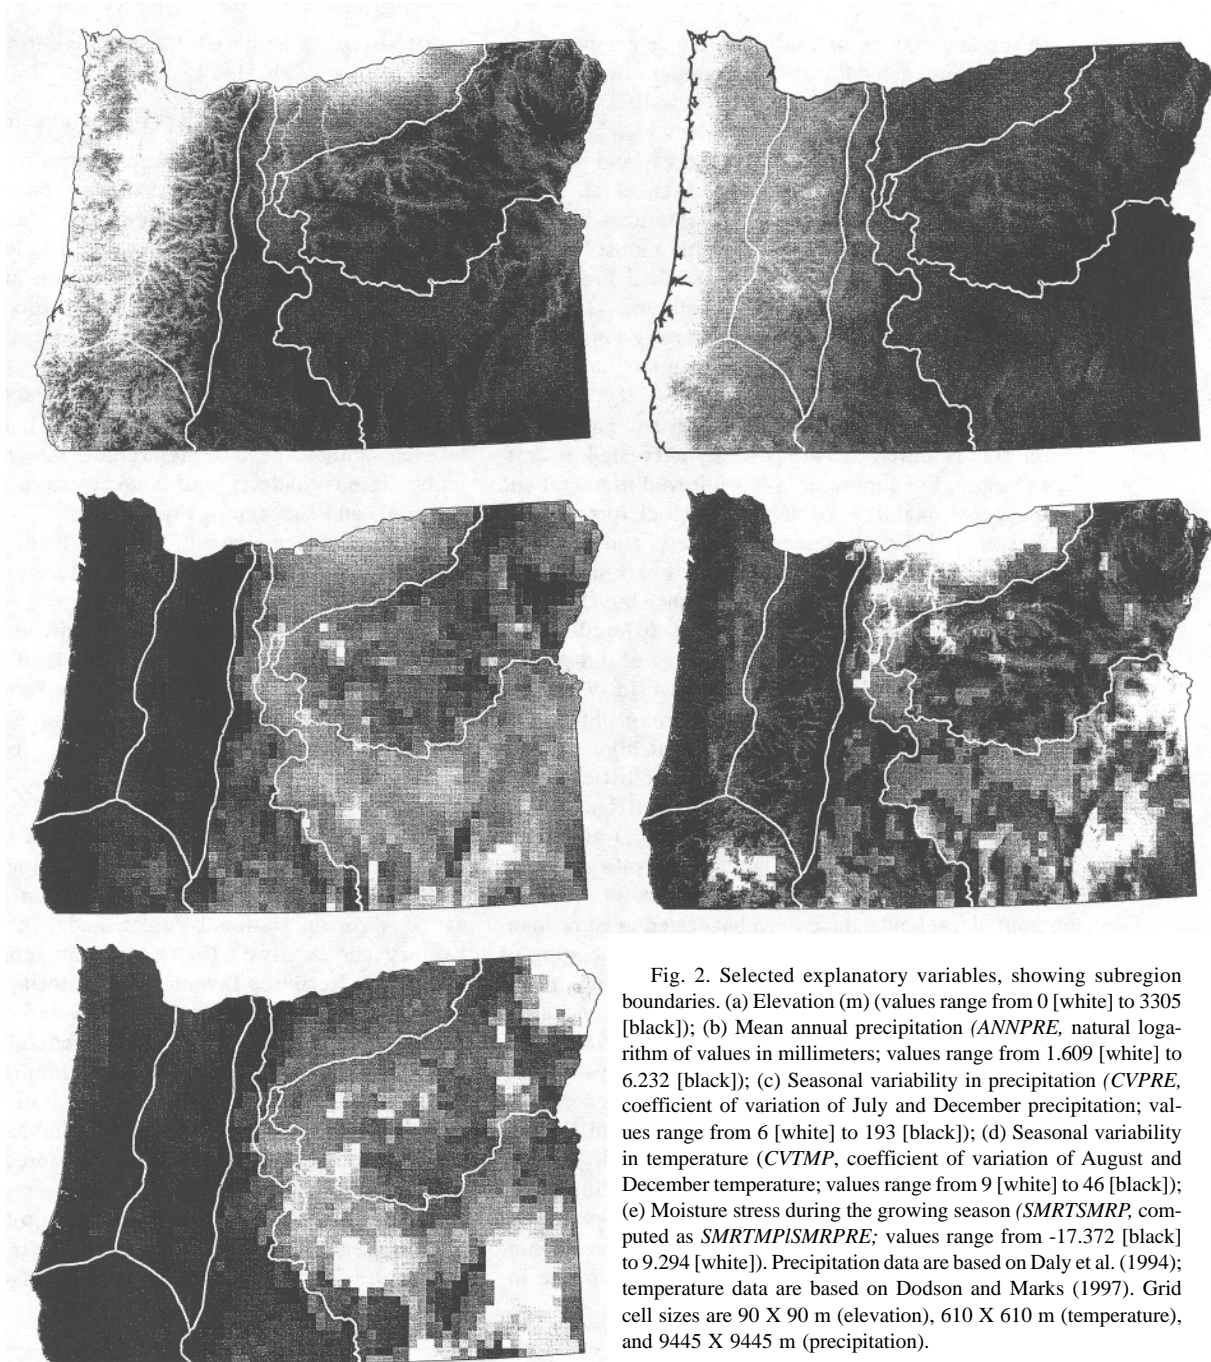 Fig. 2. Selected explanatory variables, showing subregion
boundaries. (a) Elevation (m) (values range from 0 [white] to 3305
[black]); (b) Mean annual precipitation (ANNPRE, natural loga-
rithm of values in millimeters; values range from 1.609 [white] to
6.232 [black]); (c) Seasonal variability in precipitation (CVPRE,
coefficient of variation of July and December precipitation; val-
ues range from 6 [white] to 193 [black]); (d) Seasonal variability
in temperature (CVTMP, coefficient of variation of August and
December temperature; values range from 9 [white] to 46 [black]);
(e) Moisture stress during the growing season (SMRTSMRP, com-
puted as SMRTMPlSMRPRE; values range from -17.372 [black]
to 9.294 [white]). Precipitation data are based on Daly et al. (1994);
temperature data are based on Dodson and Marks (1997). Grid
cell sizes are 90 X 90 m (elevation), 610 X 610 m (temperature),
and 9445 X 9445 m (precipitation).